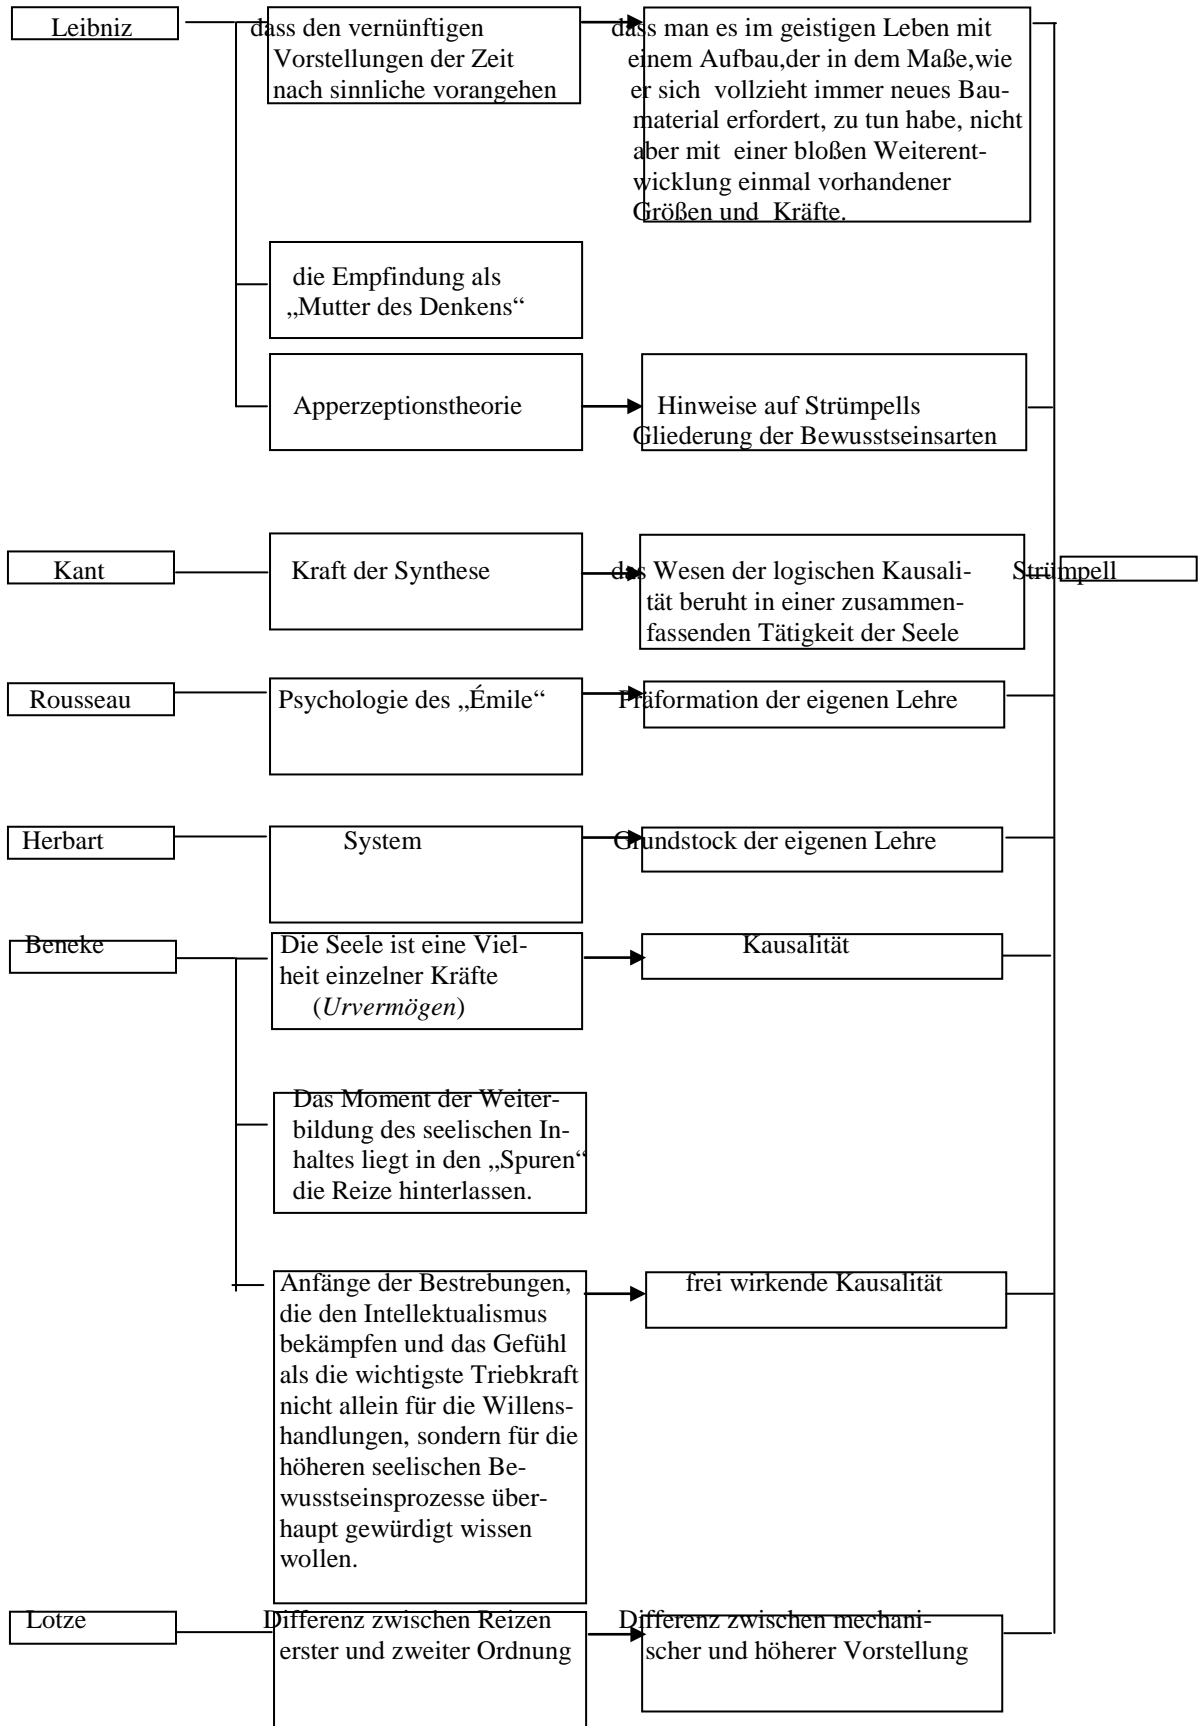 Leibniz
dass den vernünftigen
Vorstellungen der Zeit
nach sinnliche vorangehen
dass man es im geistigen Leben mit
einem Aufbau,der in dem Maße,wie
er sich vollzieht immer neues Bau-
material erfordert, zu tun habe, nicht
aber mit einer bloßen Weiterent-
wicklung einmal vorhandener
Größen und Kräfte.
die Empfindung als
„Mutter des Denkens“
Apperzeptionstheorie
Hinweise auf Strümpells
Gliederung der Bewusstseinsarten
Kant
Kraft der Synthese
das Wesen der logischen Kausali-
tät beruht in einer zusammen-
fassenden Tätigkeit der Seele
Strümpell
Rousseau
Psychologie des „Émile“
Präformation der eigenen Lehre
Herbart
System
Grundstock der eigenen Lehre
Beneke
Die Seele ist eine Viel-
heit einzelner Kräfte
(Urvermögen)
Kausalität
Das Moment der Weiter-
bildung des seelischen In-
haltes liegt in den „Spuren“
die Reize hinterlassen.
Anfänge der Bestrebungen,
die den Intellektualismus
bekämpfen und das Gefühl
als die wichtigste Triebkraft
nicht allein für die Willens-
handlungen, sondern für die
höheren seelischen Be-
wusstseinsprozesse über-
haupt gewürdigt wissen
wollen.
frei wirkende Kausalität
Lotze
Differenz zwischen Reizen
erster und zweiter Ordnung
Differenz zwischen mechani-
scher und höherer Vorstellung